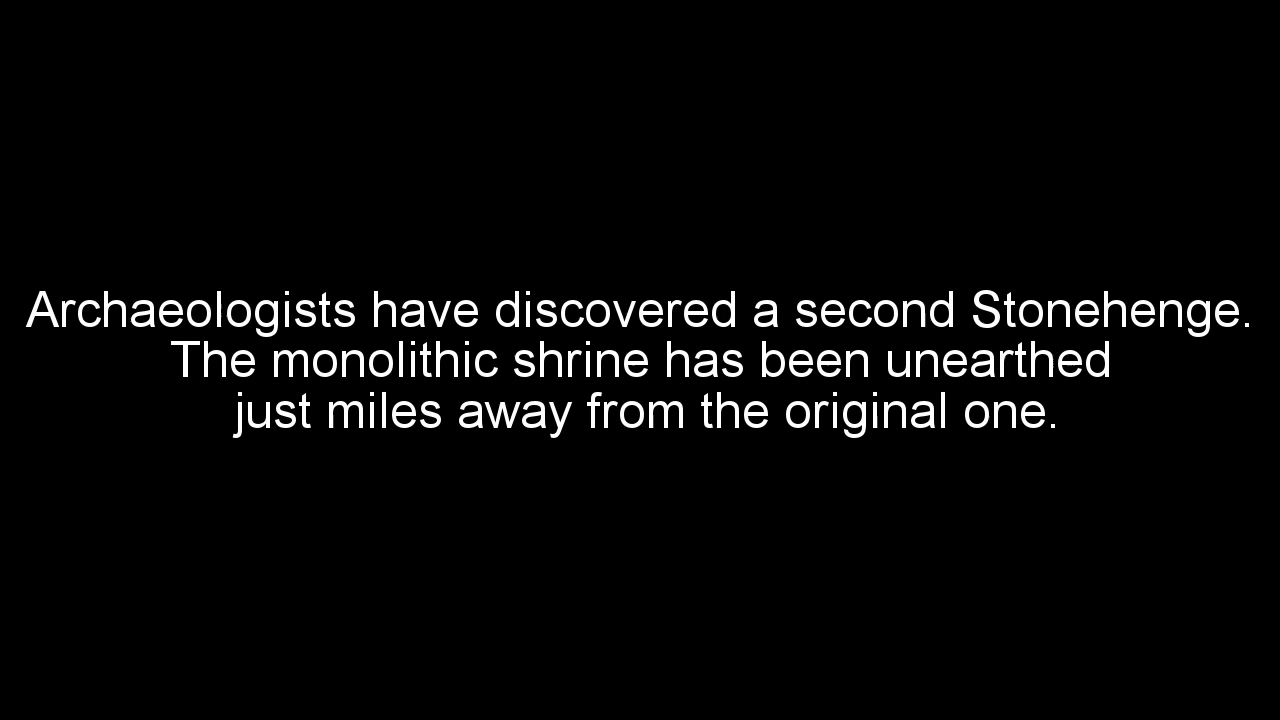 Archaeologists have discovered a second Stonehenge.
The monolithic shrine has been unearthed
just miles away from the original one.